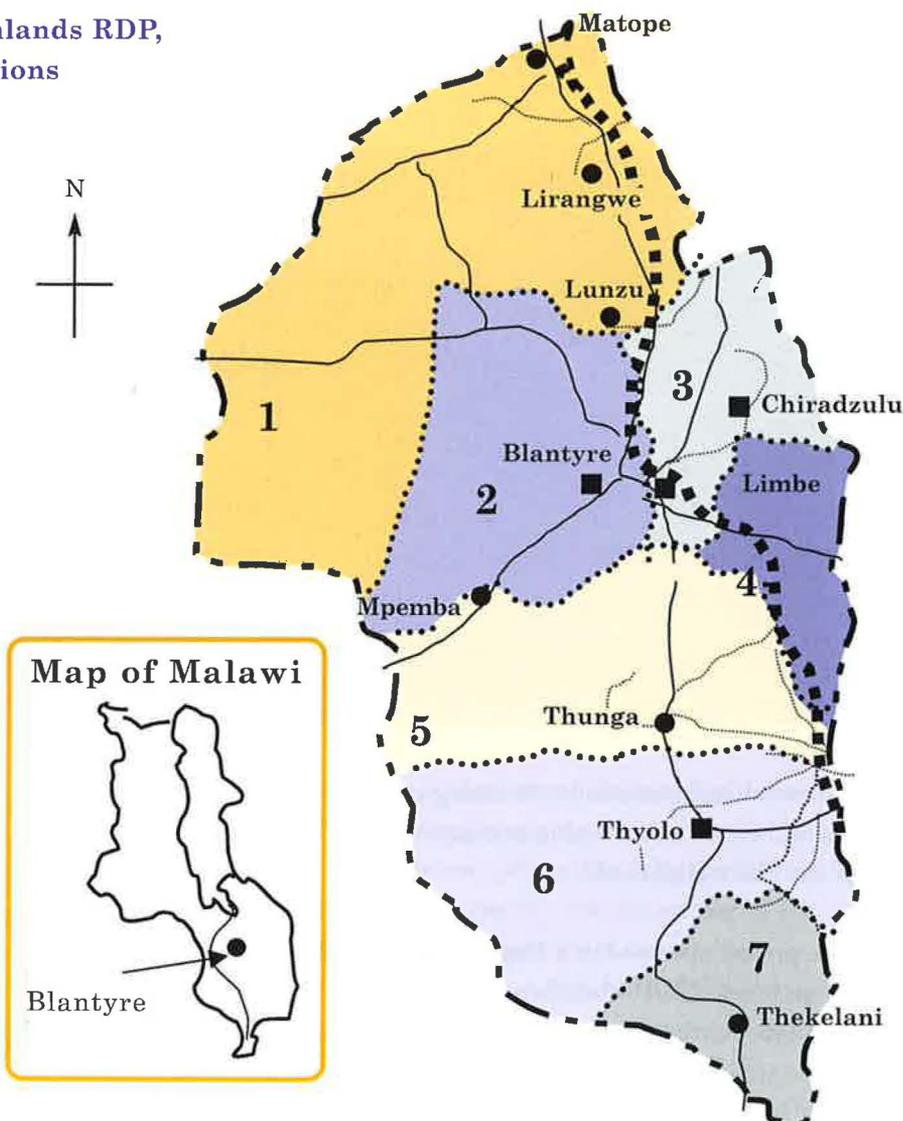 nlands RDP,
ions
Matope
N
Lirangwe
Lunzu
3
Chiradzulu
1
Blantyre
Limbe
2
4
Mpemba
Map of Malawi
Thunga
5
Thyolo
6
7
Blantyre
Thekelani